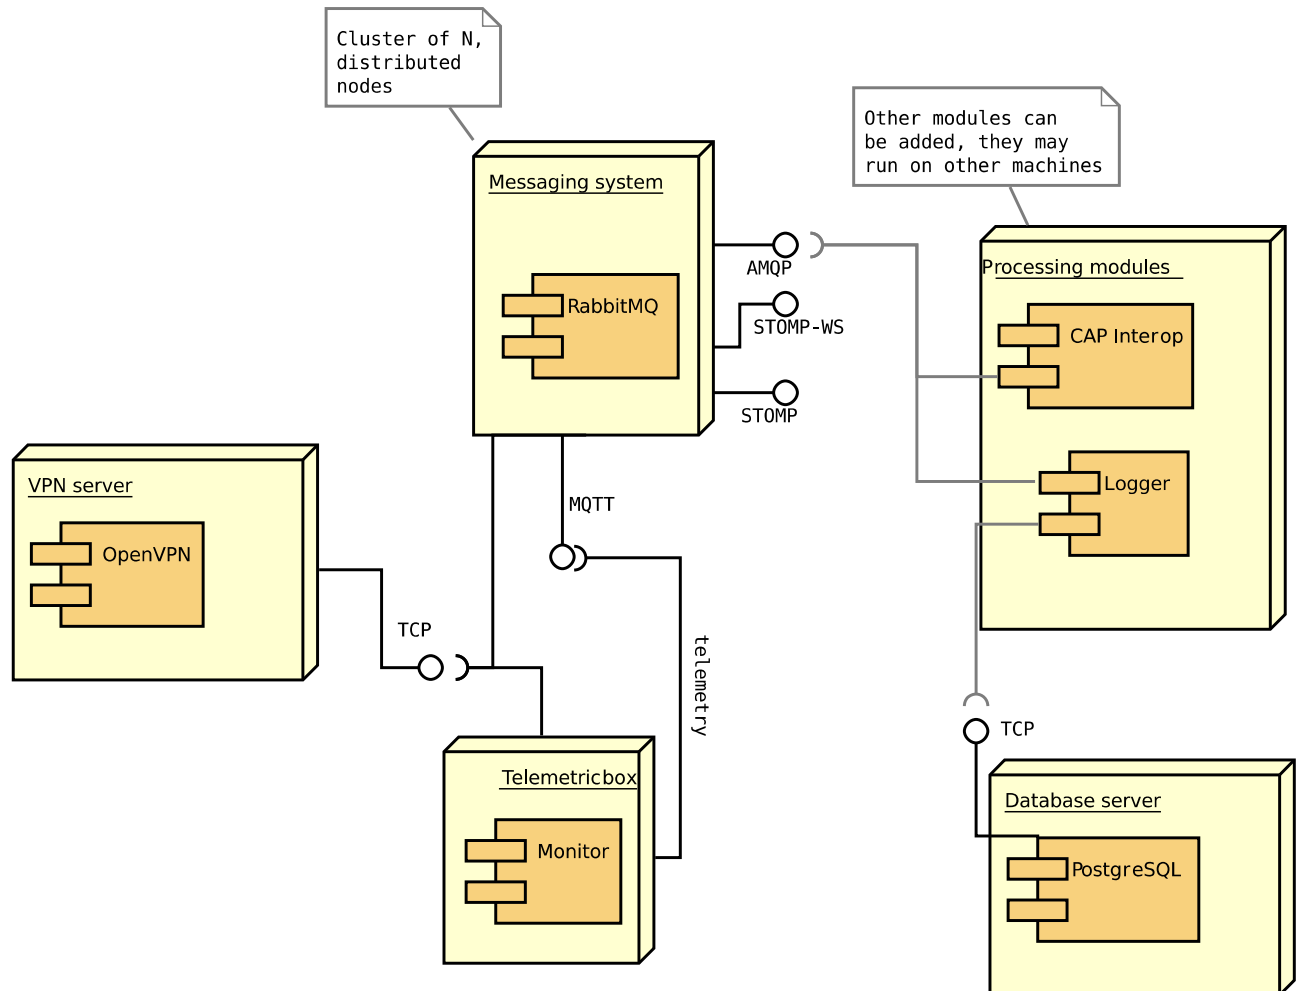 Cluster of N,
distributed
nodes
Other modules can
be added, they may
run on other machines
Messaging system
RabbitMQ
AMQP
STOMP-WS
STOMP
Processing modules
CAP Interop
Logger
VPN server
OpenVPN
MQTT
TCP
telemetry
TCP
Telemetricbox
Monitor
Database server
PostgreSQL